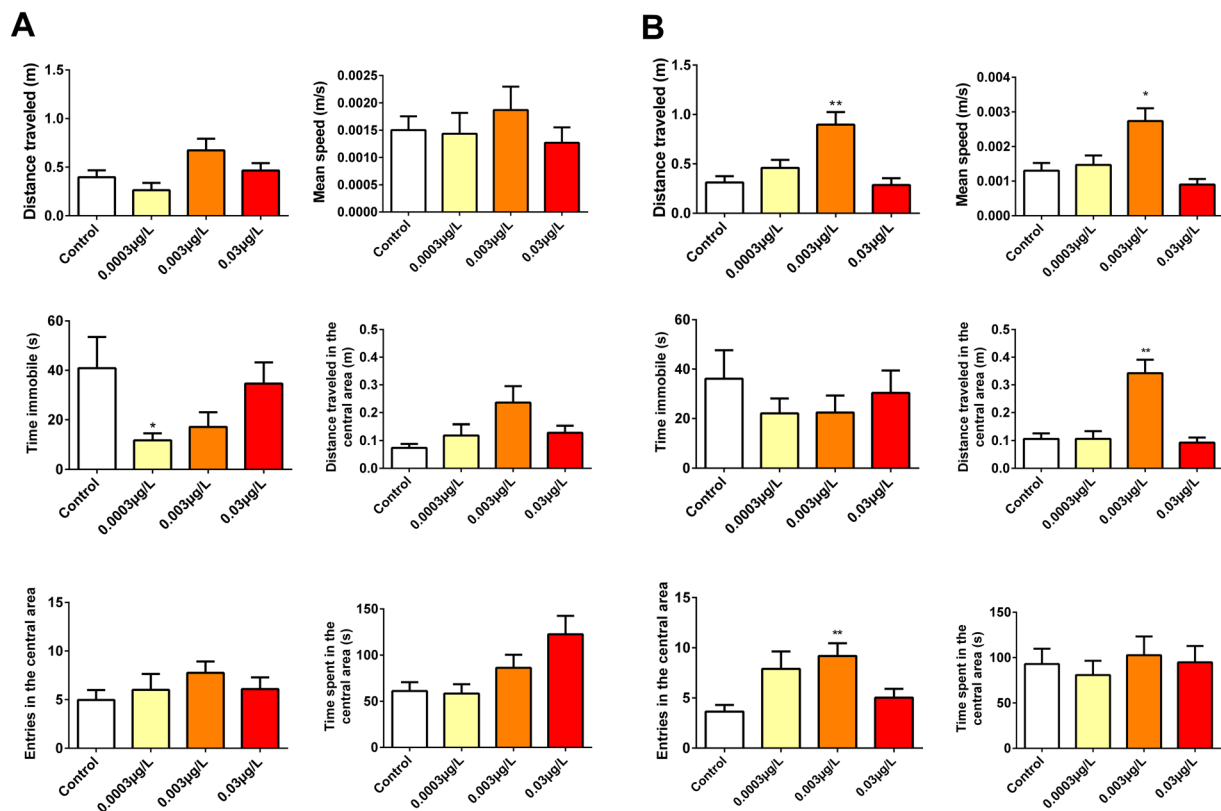 A
Distance traveled (m)
1.5
1.0
0.5
0.0
Control
0.0003µg/L
0.003µg/L
0.03µg/L
Mean speed (m/s)
0.0025
0.0020
0.0015
0.0010
0.0005
0.0000
Control
0.0003µg/L
0.003µg/L
0.03µg/L
Time immobile (s)
60
40
20
0
*
Control
0.0003µg/L
0.003µg/L
0.03µg/L
Distance traveled in the
central area (m)
0.5
0.4
0.3
0.2
0.1
0.0
Control
0.0003µg/L
0.003µg/L
0.03µg/L
Entries in the central area
15
10
5
0
Control
0.0003µg/L
0.003µg/L
0.03µg/L
Time spent in the
central area (s)
150
100
50
0
Control
0.0003µg/L
0.003µg/L
0.03µg/L
B
Distance traveled (m)
1.5
1.0
0.5
0.0
**
Control
0.0003µg/L
0.003µg/L
0.03µg/L
Mean speed (m/s)
0.004
0.003
0.002
0.001
0.000
*
Control
0.0003µg/L
0.003µg/L
0.03µg/L
Time immobile (s)
60
40
20
0
Control
0.0003µg/L
0.003µg/L
0.03µg/L
Distance traveled in the
central area (m)
0.5
0.4
0.3
0.2
0.1
0.0
**
Control
0.0003µg/L
0.003µg/L
0.03µg/L
Entries in the central area
15
10
5
0
**
Control
0.0003µg/L
0.003µg/L
0.03µg/L
Time spent in the
central area (s)
150
100
50
0
Control
0.0003µg/L
0.003µg/L
0.03µg/L